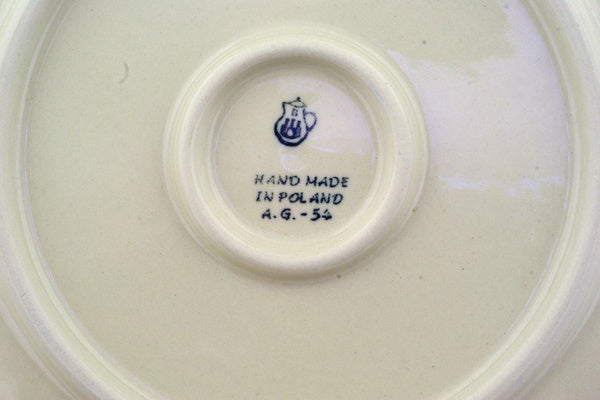 B
HAND MADE
IN POLAND
A.G.-54